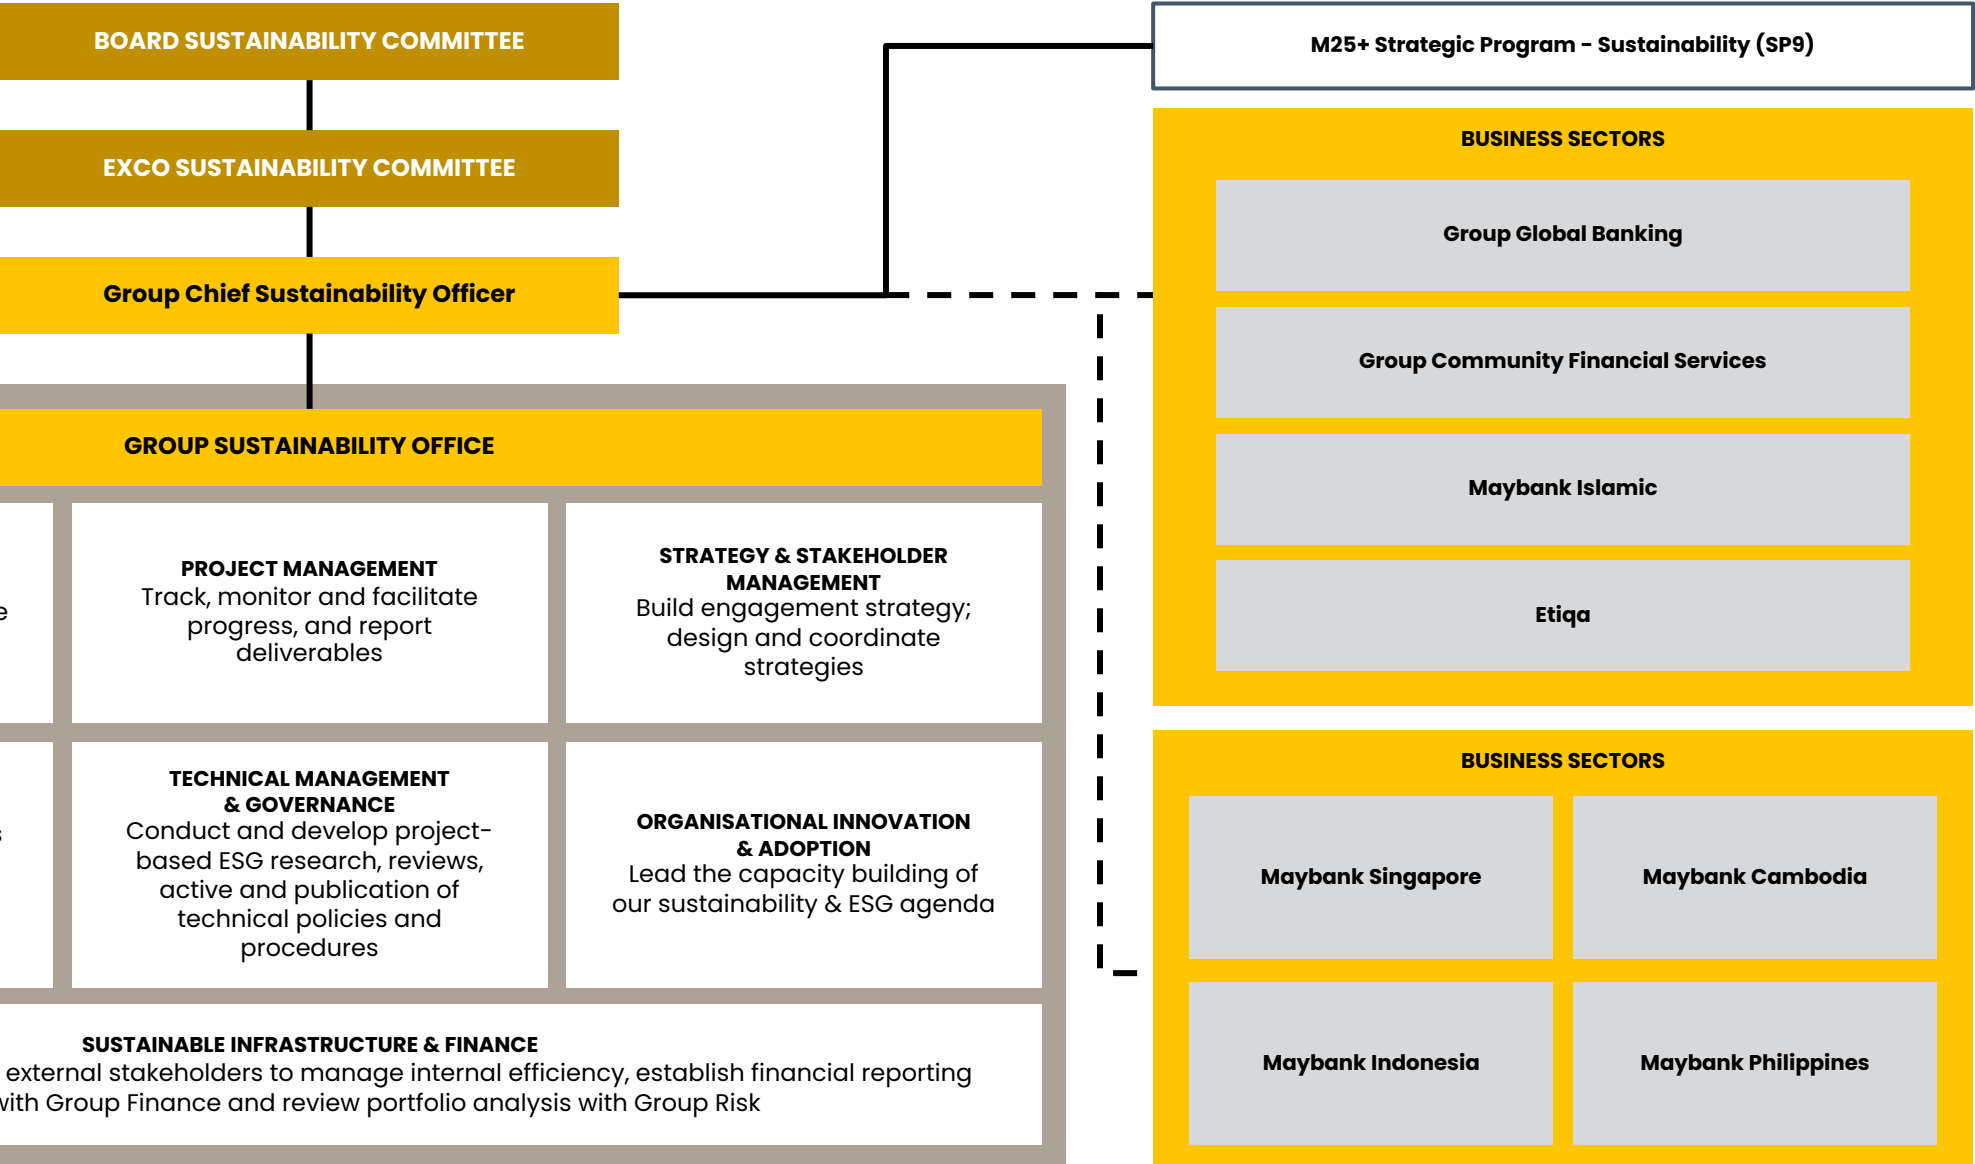 BOARD SUSTAINABILITY COMMITTEE
EXCO SUSTAINABILITY COMMITTEE
Group Chief Sustainability Officer
GROUP SUSTAINABILITY OFFICE
PROJECT MANAGEMENT
Track, monitor and facilitate
progress, and report
deliverables
STRATEGY & STAKEHOLDER
MANAGEMENT
Build engagement strategy;
design and coordinate
strategies
TECHNICAL MANAGEMENT
& GOVERNANCE
Conduct and develop project-
based ESG research, reviews,
active and publication of
technical policies and
procedures
ORGANISATIONAL INNOVATION
& ADOPTION
Lead the capacity building of
our sustainability & ESG agenda
SUSTAINABLE INFRASTRUCTURE & FINANCE
external stakeholders to manage internal efficiency, establish financial reporting
with Group Finance and review portfolio analysis with Group Risk
M25+ Strategic Program - Sustainability (SP9)
BUSINESS SECTORS
Group Global Banking
Group Community Financial Services
Maybank Islamic
Etiqa
BUSINESS SECTORS
Maybank Singapore
Maybank Cambodia
Maybank Indonesia
Maybank Philippines